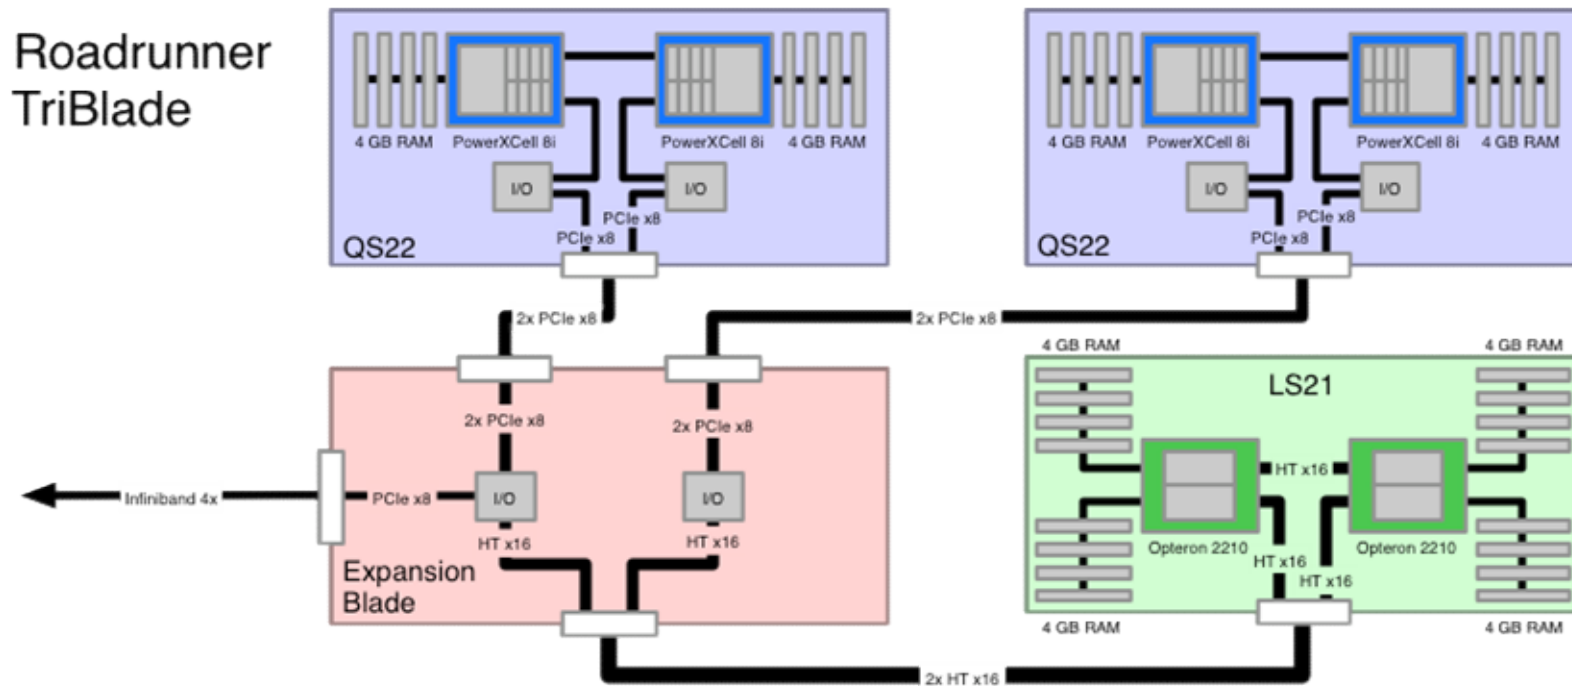 Roadrunner
TriBlade
4 GB RAM
PowerXCell 8i
PowerXCell 8i
4 GB RAM
I/O
I/O
PCIe x8
PCIe x8
QS22
4 GB RAM
PowerXCell 8i
PowerXCell 8i
4 GB RAM
I/O
I/O
PCIe x8
PCIe x8
QS22
2x PCIe x8
2x PCIe x8
2x PCIe x8
2x PCIe x8
Infiniband 4x
PCIe x8
I/O
I/O
HT x16
HT x16
Expansion
Blade
4 GB RAM
4 GB RAM
LS21
HT x16
Opteron 2210
Opteron 2210
HT x16
HT x16
4 GB RAM
4 GB RAM
2x HT x16